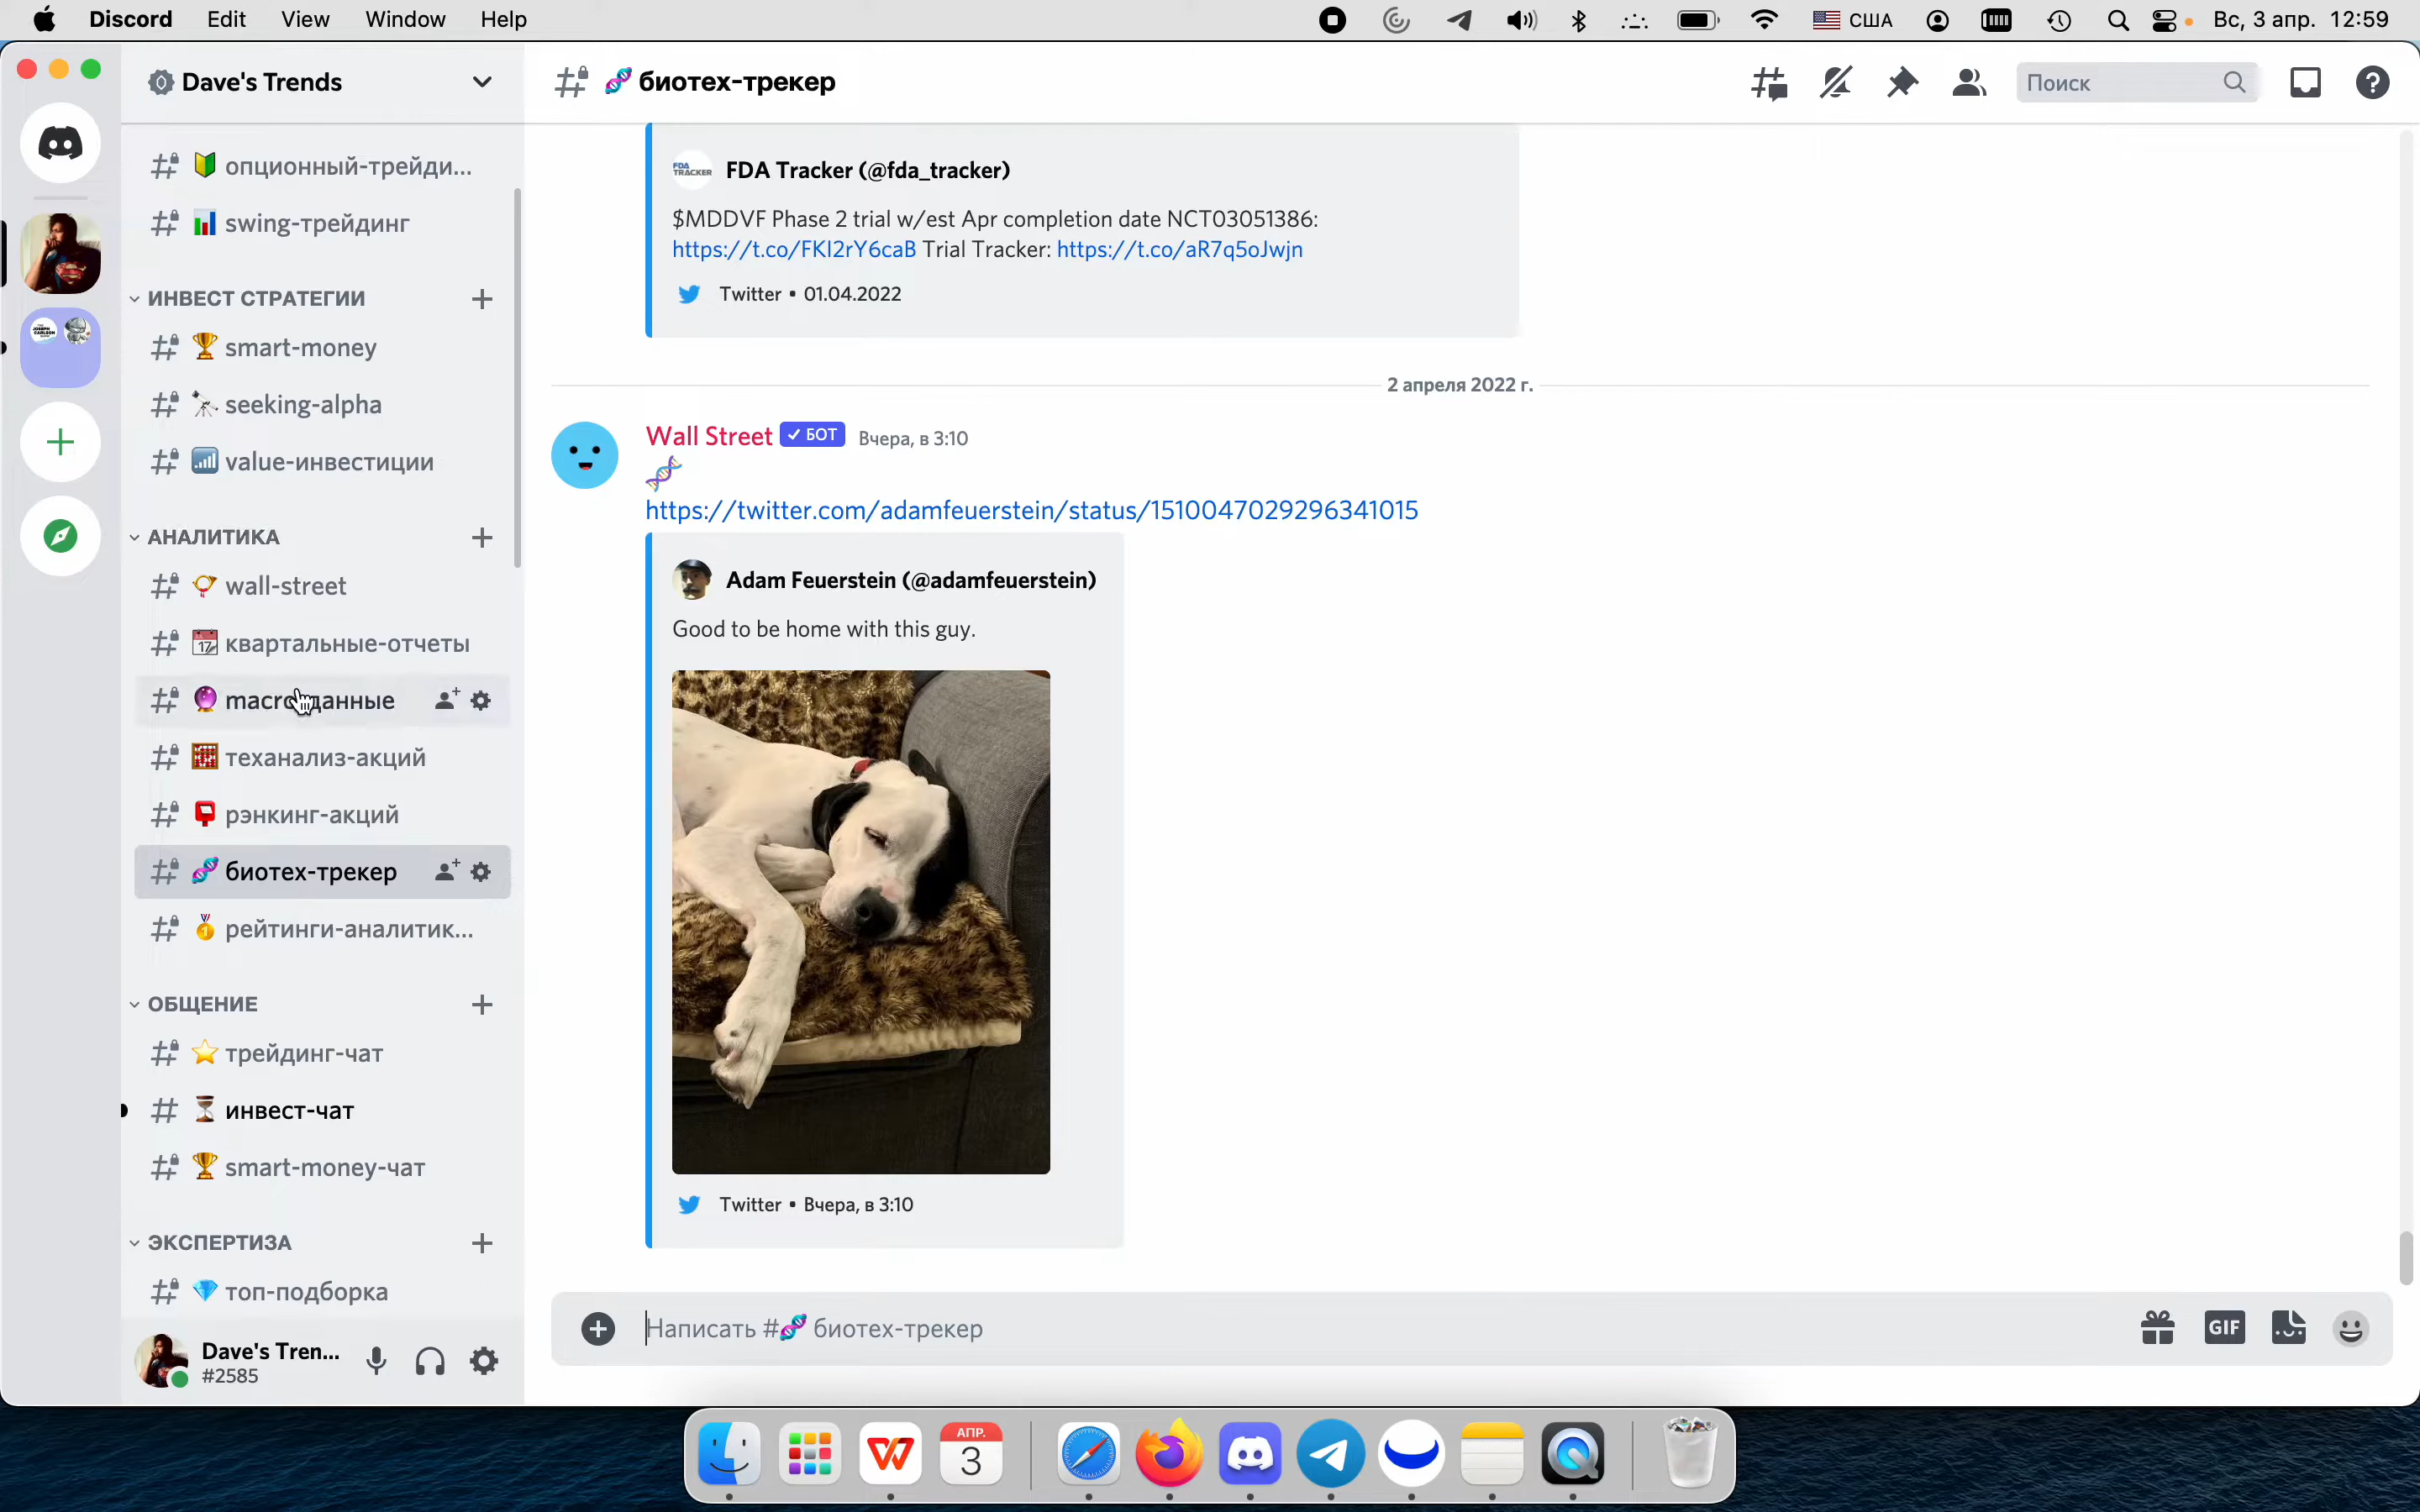 Discord Edit View Window Help
США Вс, 3 апр. 12:59
Dave's Trends
опционный-трейди...
swing-трейдинг
ИНВЕСТ СТРАТЕГИИ
smart-money
seeking-alpha
value-инвестиции
АНАЛИТИКА
wall-street
квартальные-отчеты
данные
теханализ-акций
рэнкинг-акций
биотех-трекер
рейтинги-аналитик...
ОБЩЕНИЕ
трейдинг-чат
инвест-чат
smart-money-чат
ЭКСПЕРТИЗА
топ-подборка
Dave's Tren...
#2585
биотех-трекер
Поиск
FDA TRACKER
FDA Tracker (@fda_tracker)
$MDDVF Phase 2 trial w/est Apr completion date NCT03051386:
https://t.co/FKI2rY6caB Trial Tracker: https://t.co/aR7q5oJwjn
Twitter • 01.04.2022
2 апреля 2022 г.
Wall Street БОТ Вчера, в 3:10
https://twitter.com/adamfeuerstein/status/1510047029296341015
Adam Feuerstein (@adamfeuerstein)
Good to be home with this guy.
Twitter • Вчера, в 3:10
Написать # биотех-трекер
GIF
АПР.
3